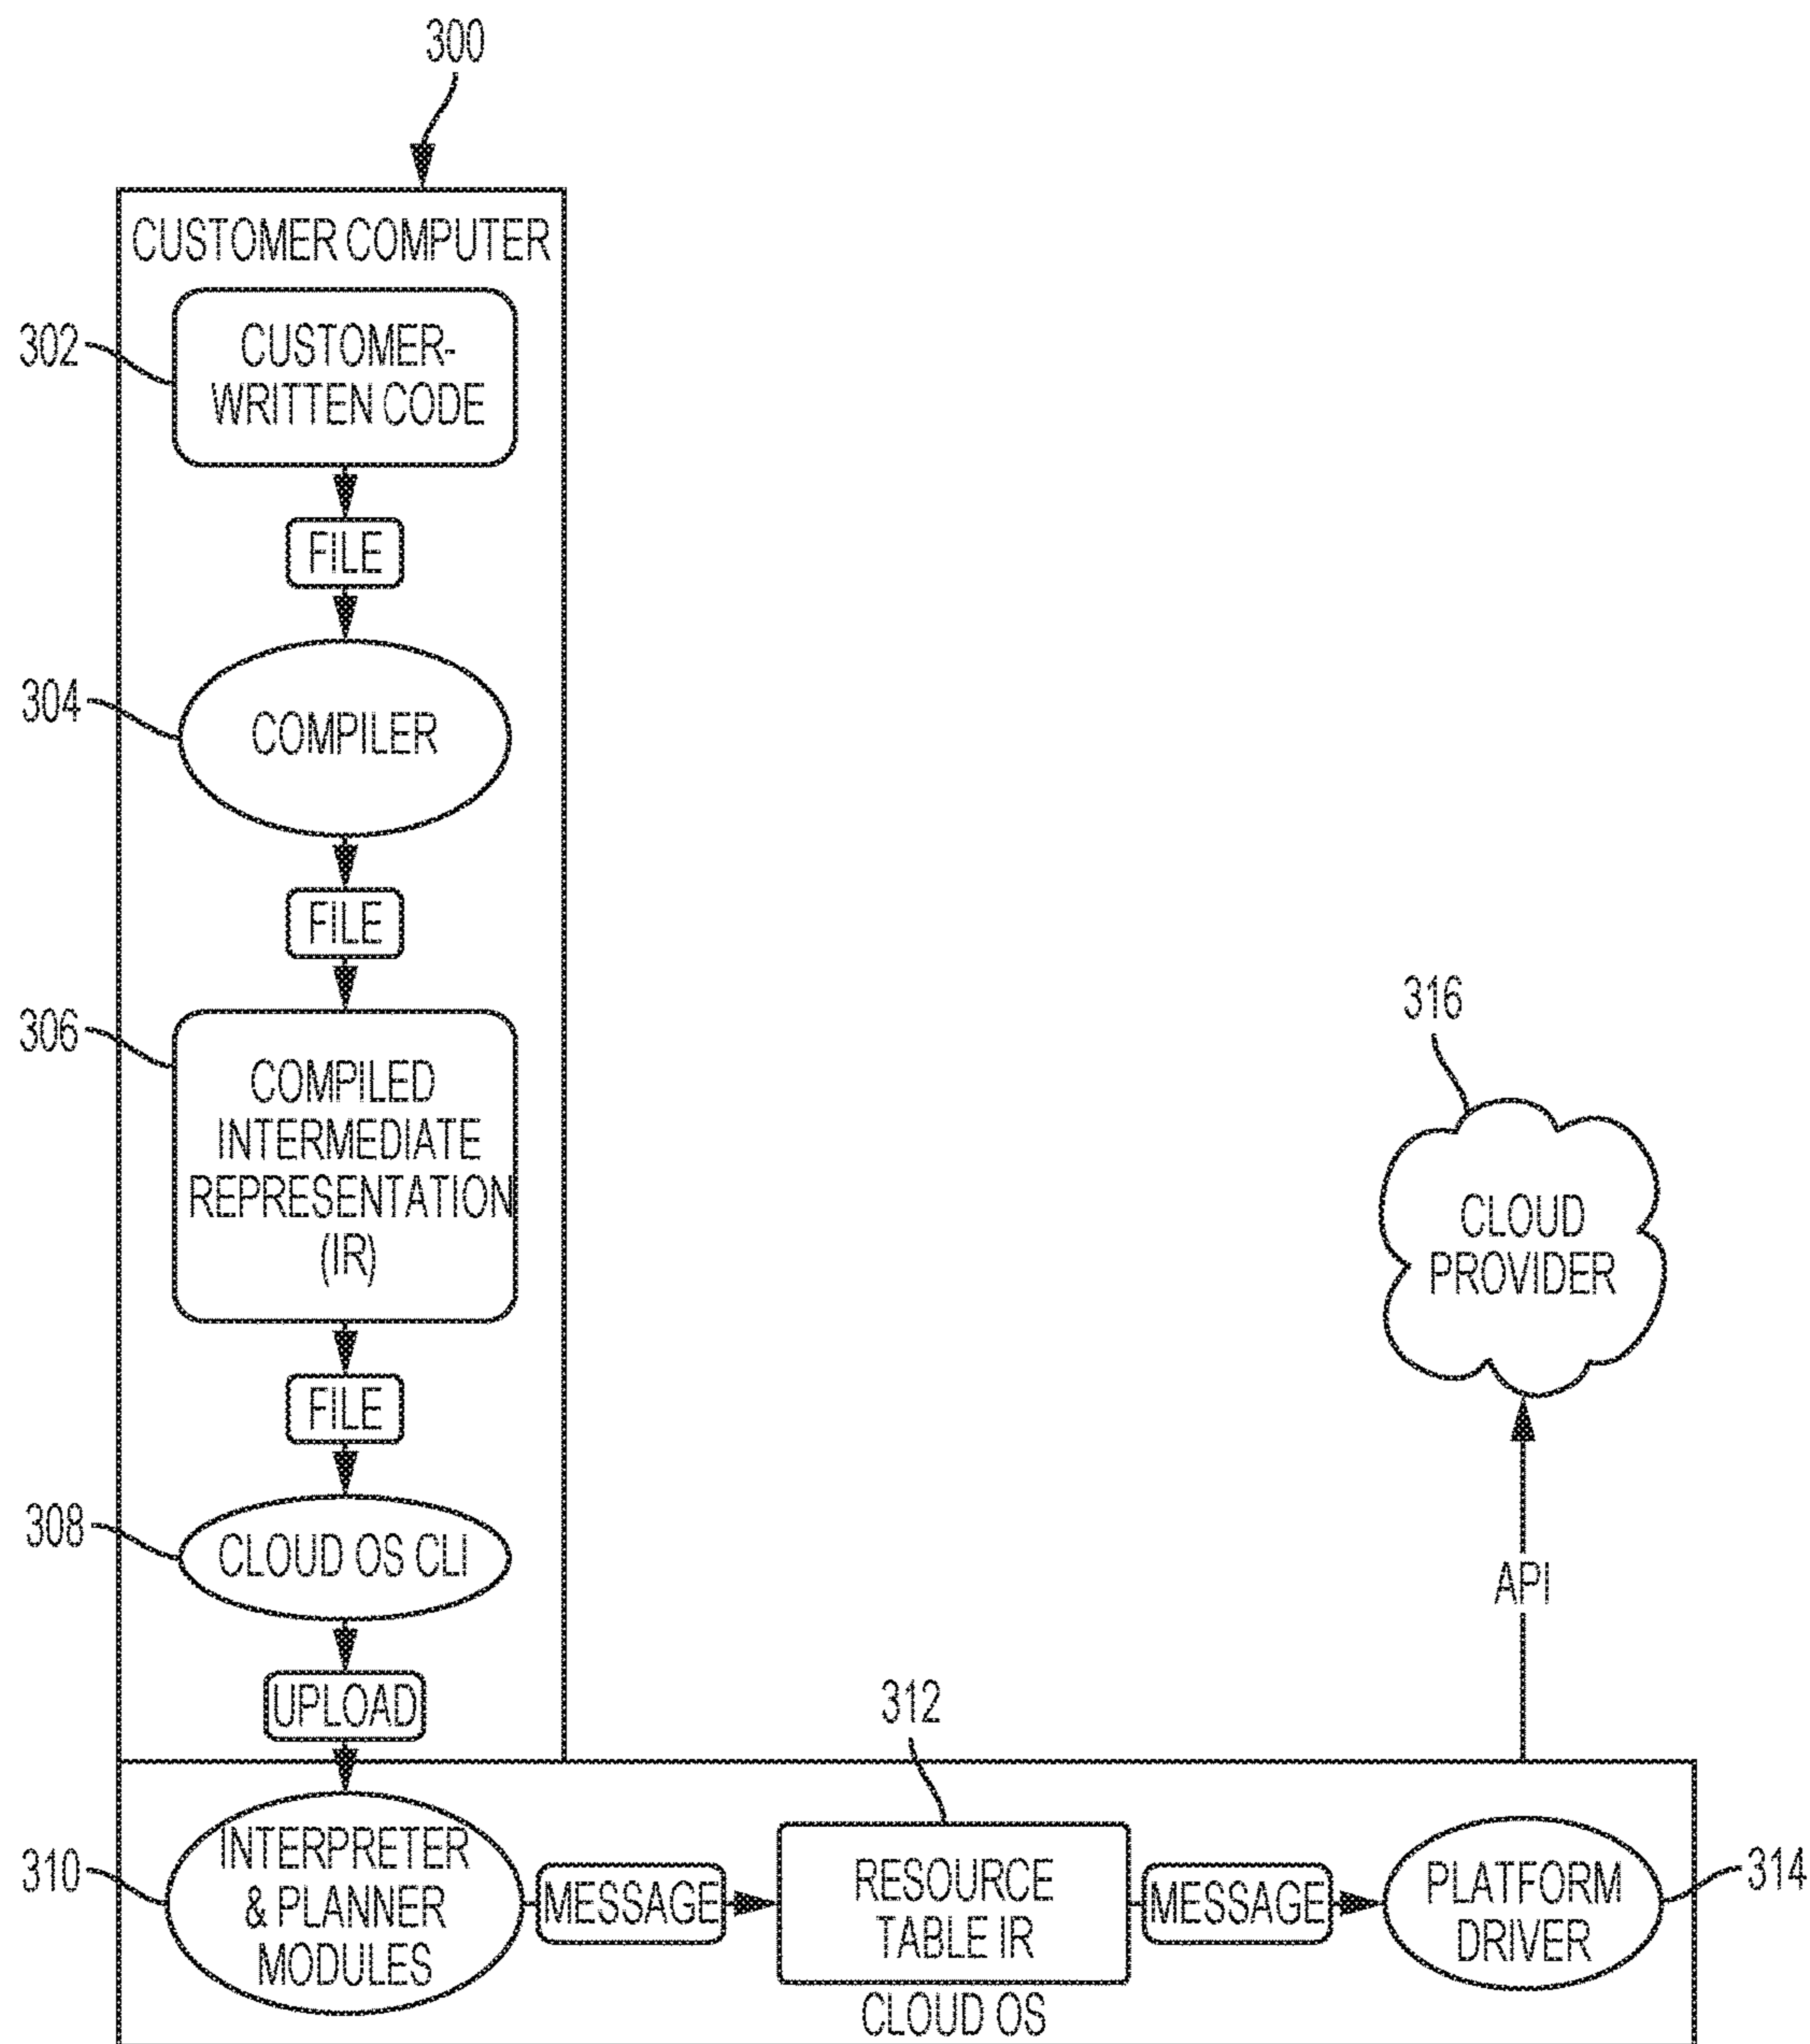 300
CUSTOMER COMPUTER
302
CUSTOMER-
WRITTEN CODE
FILE
304
COMPILER
FILE
306
COMPILED
INTERMEDIATE
REPRESENTATION
(IR)
FILE
308
CLOUD OS CLI
UPLOAD
316
CLOUD
PROVIDER
API
310
INTERPRETER
& PLANNER
MODULES
MESSAGE
312
RESOURCE
TABLE IR
MESSAGE
PLATFORM
DRIVER
314
CLOUD OS